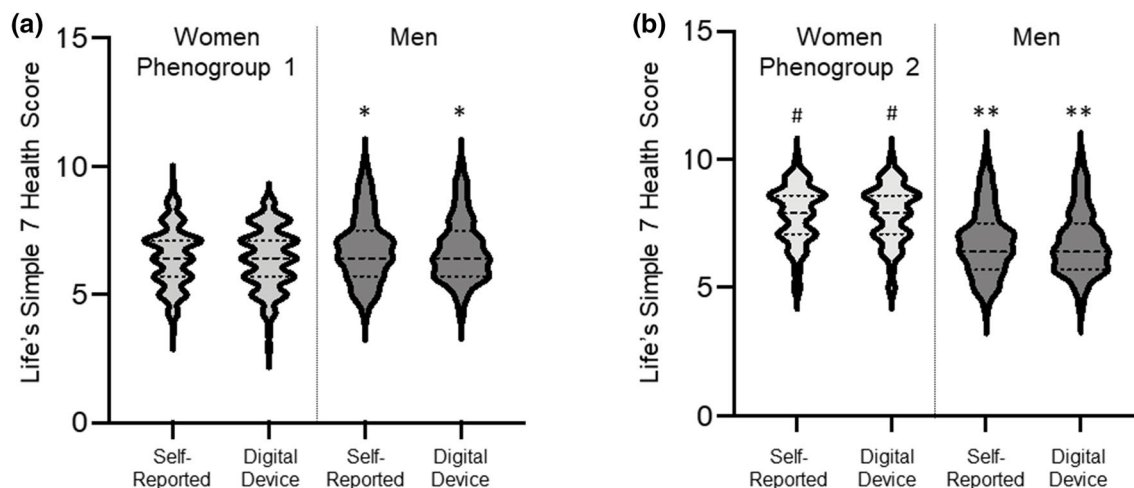 (a)
Life's Simple 7 Health Score
15
10
5
0
Women
Phenogroup 1
Men
*
*
Self-
Reported
Digital
Device
Self-
Reported
Digital
Device
(b)
Life's Simple 7 Health Score
15
10
5
0
Women
Phenogroup 2
Men
#
#
**
**
Self-
Reported
Digital
Device
Self-
Reported
Digital
Device